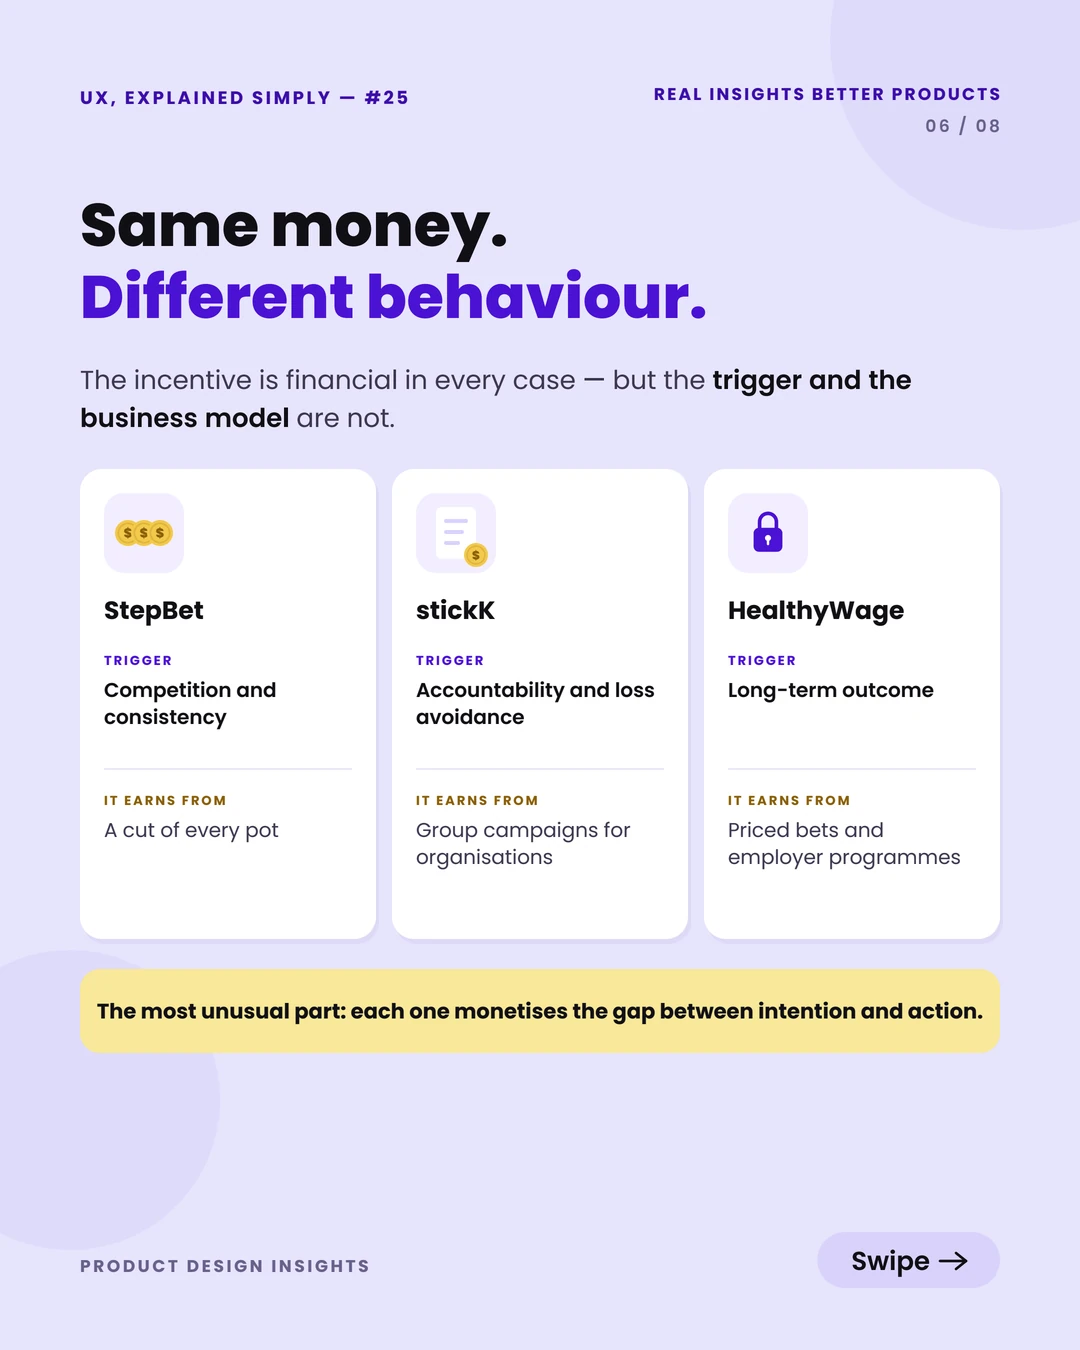 UX, EXPLAINED SIMPLY — #25
REAL INSIGHTS BETTER PRODUCTS
06 / 08
Same money.
Different behaviour.
The incentive is financial in every case — but the trigger and the
business model are not.
$ $ $
StepBet
TRIGGER
Competition and
consistency
IT EARNS FROM
A cut of every pot
$
stickK
TRIGGER
Accountability and loss
avoidance
IT EARNS FROM
Group campaigns for
organisations
HealthyWage
TRIGGER
Long-term outcome
IT EARNS FROM
Priced bets and
employer programmes
The most unusual part: each one monetises the gap between intention and action.
PRODUCT DESIGN INSIGHTS
Swipe →